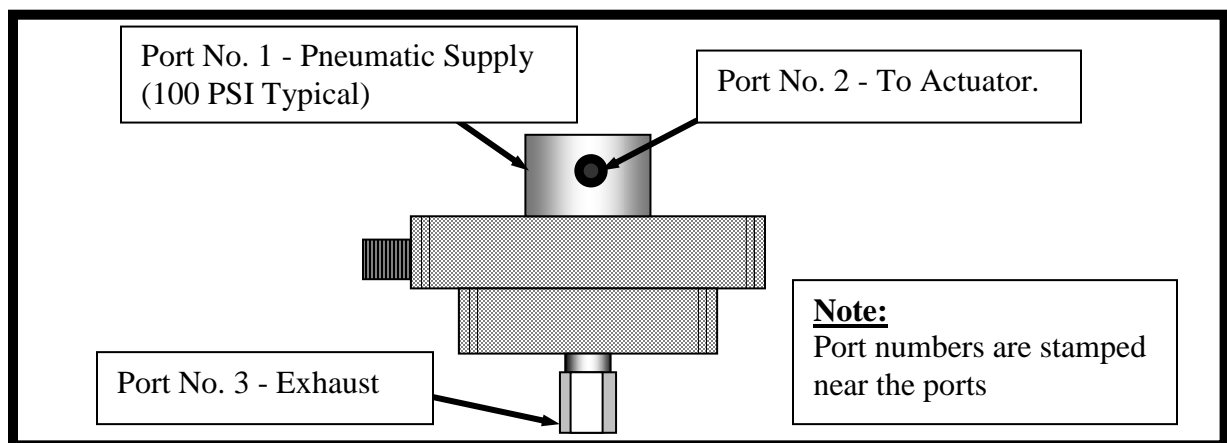 Port No. 1 - Pneumatic Supply
(100 PSI Typical)
Port No. 2 - To Actuator.
Note:
Port numbers are stamped
near the ports
Port No. 3 - Exhaust